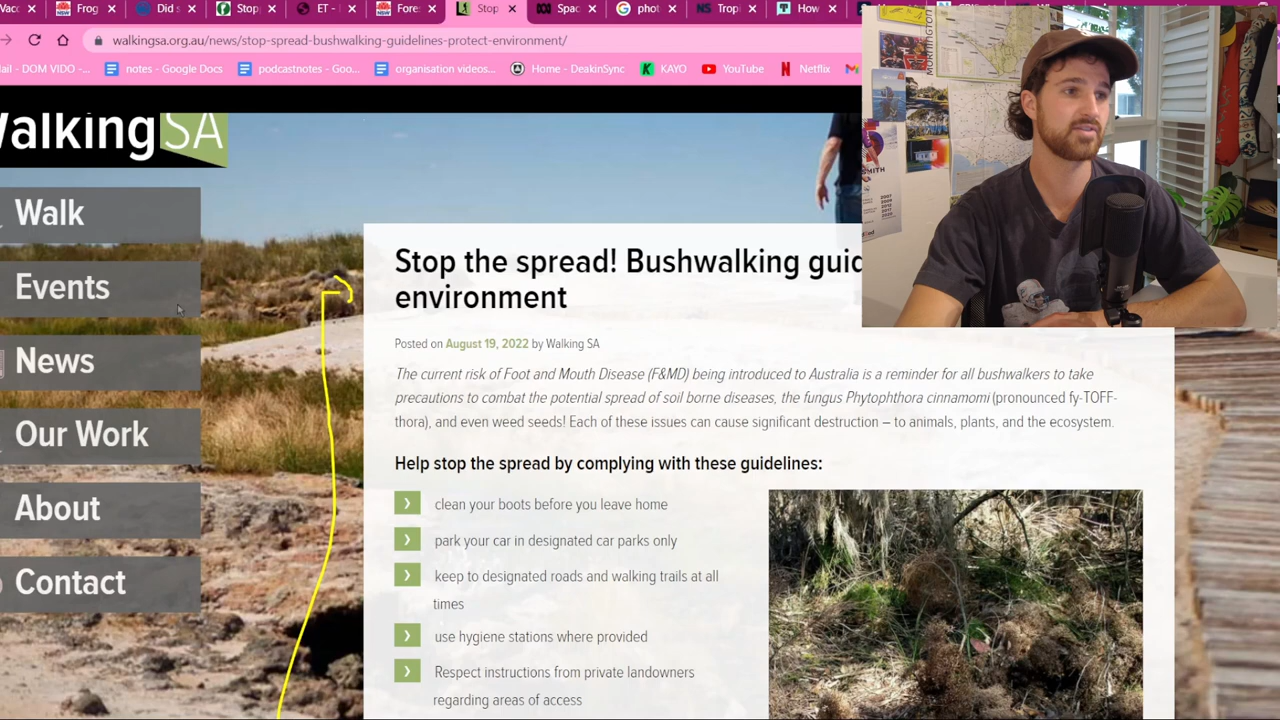 Vacc
Frog
Did s
Stop
ET -
Fores
Stop
Spac
phot
Tropi
How
walkingsa.org.au/news/stop-spread-bushwalking-guidelines-protect-environment/
ail - DOM VIDO -...
notes - Google Docs
podcastnotes - Goo...
organisation videos...
Home - DeakinSync
KAYO
YouTube
Netflix
MORNINGTON
SMITH
WalkingSA
Walk
Events
News
Our Work
About
Contact
Stop the spread! Bushwalking guid
environment
Posted on August 19, 2022 by Walking SA
The current risk of Foot and Mouth Disease (F&MD) being introduced to Australia is a reminder for all bushwalkers to take
precautions to combat the potential spread of soil borne diseases, the fungus Phytophthora cinnamomi (pronounced fy-TOFF-
thora), and even weed seeds! Each of these issues can cause significant destruction – to animals, plants, and the ecosystem.
Help stop the spread by complying with these guidelines:
clean your boots before you leave home
park your car in designated car parks only
keep to designated roads and walking trails at all
times
use hygiene stations where provided
Respect instructions from private landowners
regarding areas of access